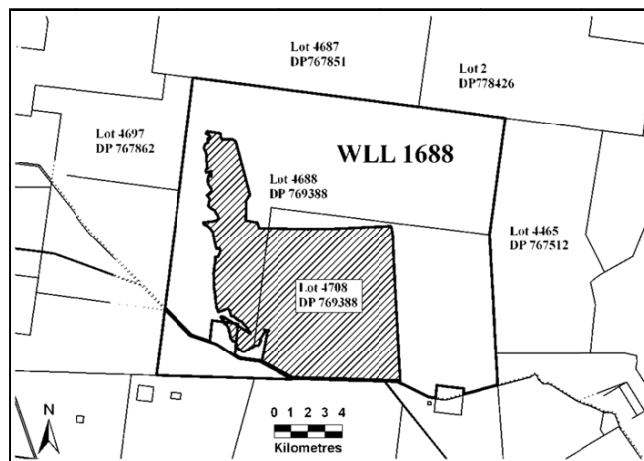 Lot 4687
DP767851
Lot 2
DP778426
Lot 4697
DP 767862
WLL 1688
Lot 4688
DP 769388
Lot 4465
DP 767512
Lot 4708
DP 769388
N
0 1 2 3 4
Kilometres